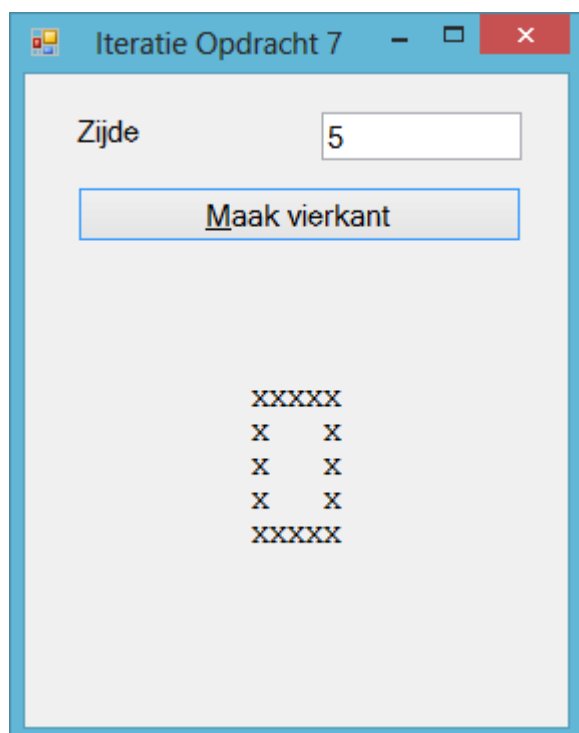 Iteratie Opdracht 7
Zijde 5
Maak vierkant
xxxxx
x   x
x   x
x   x
xxxxx